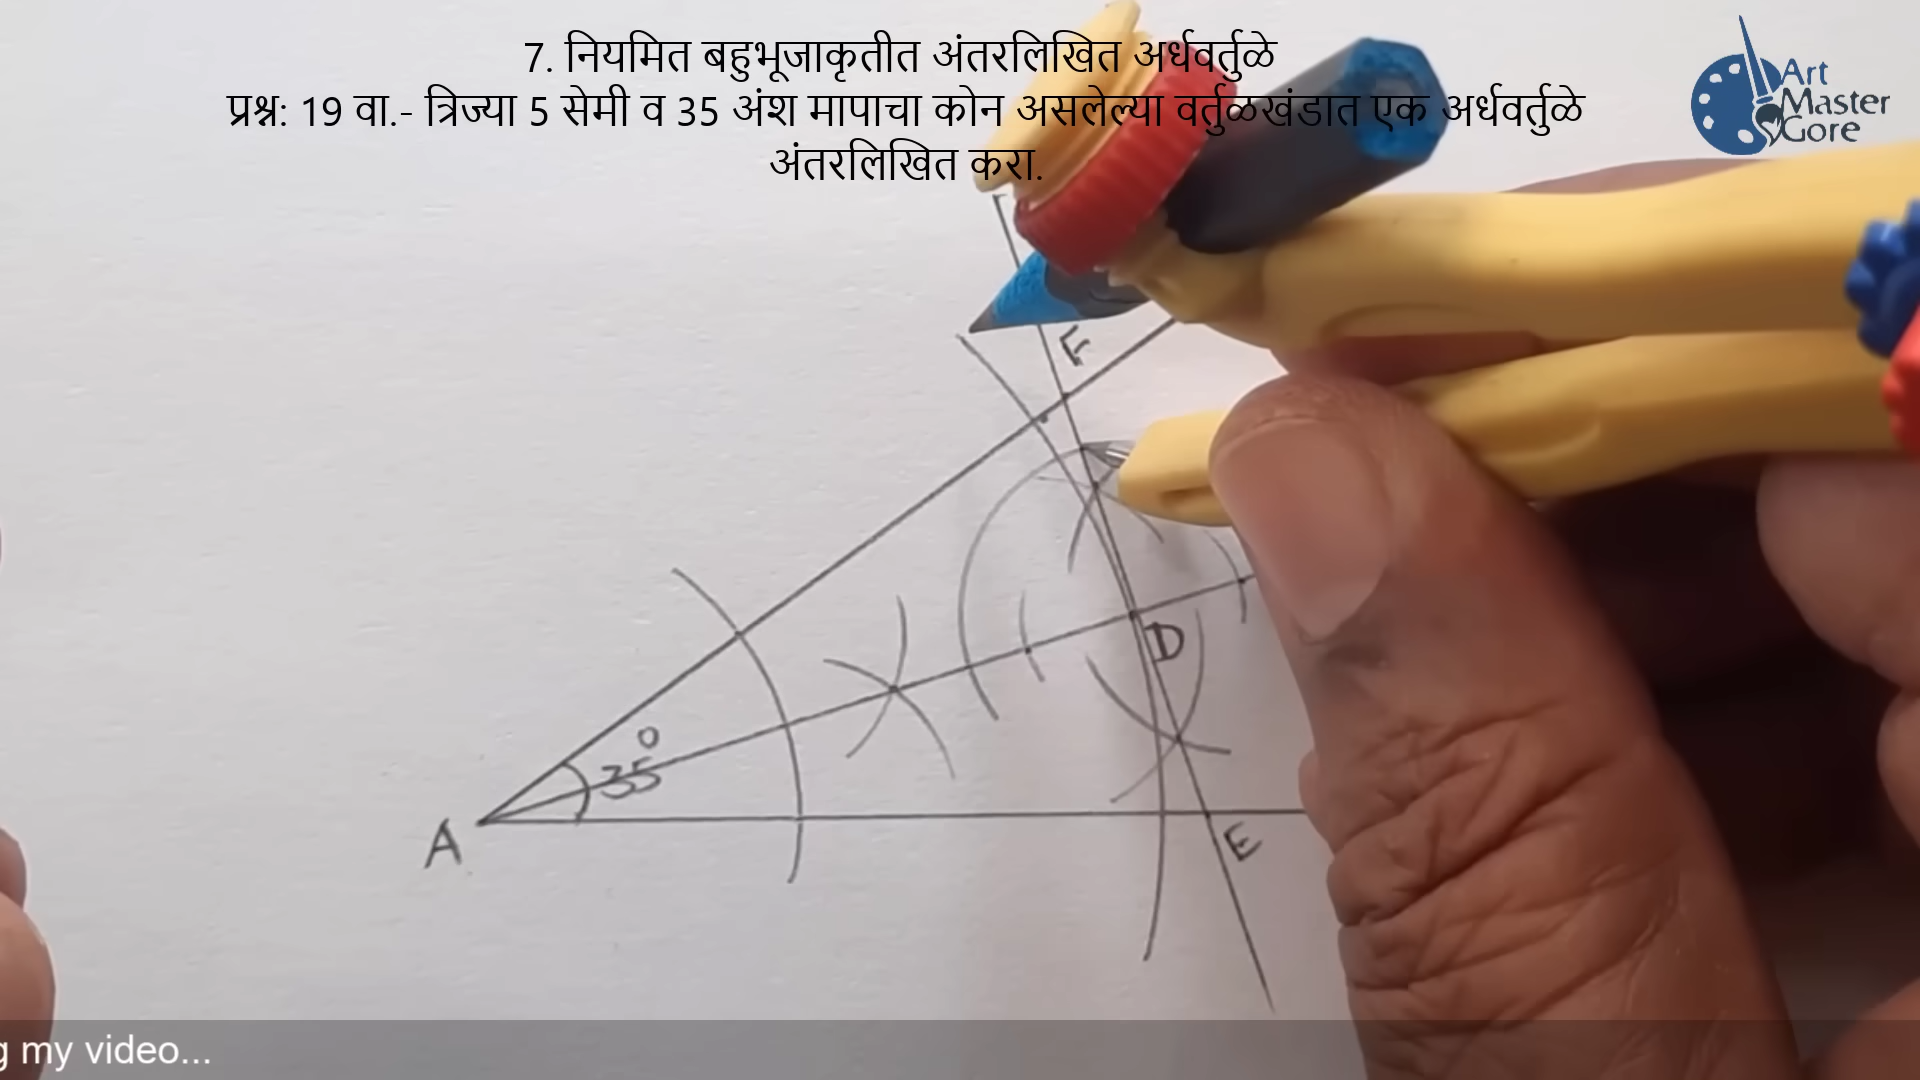 7. नियमित बहुभूजाकृतीत अंतरलिखित अर्धवर्तुळे
प्रश्न: 19 वा.- त्रिज्या 5 सेमी व 35 अंश मापाचा कोन असलेल्या वर्तुळखंडात एक अर्धवर्तुळे
अंतरलिखित करा.
Art
Master
Gore
F
D
35°
A
E
g my video...